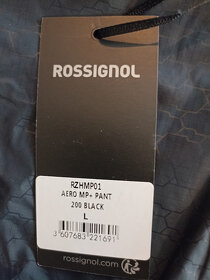 ROSSIGNOL
RZHMP01
AERO MP+ PANT
200 BLACK
L
3 607683 221691
rossignol.com